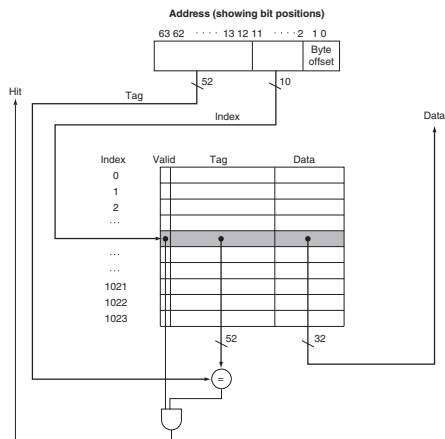 Address (showing bit positions)
63 62 · · · · 13 12 11 · · · · 2 1 0
Byte
offset
52
10
Tag
Hit
Index
Data
Index Valid Tag Data
0
1
2
...
...
...
1021
1022
1023
52
32
=